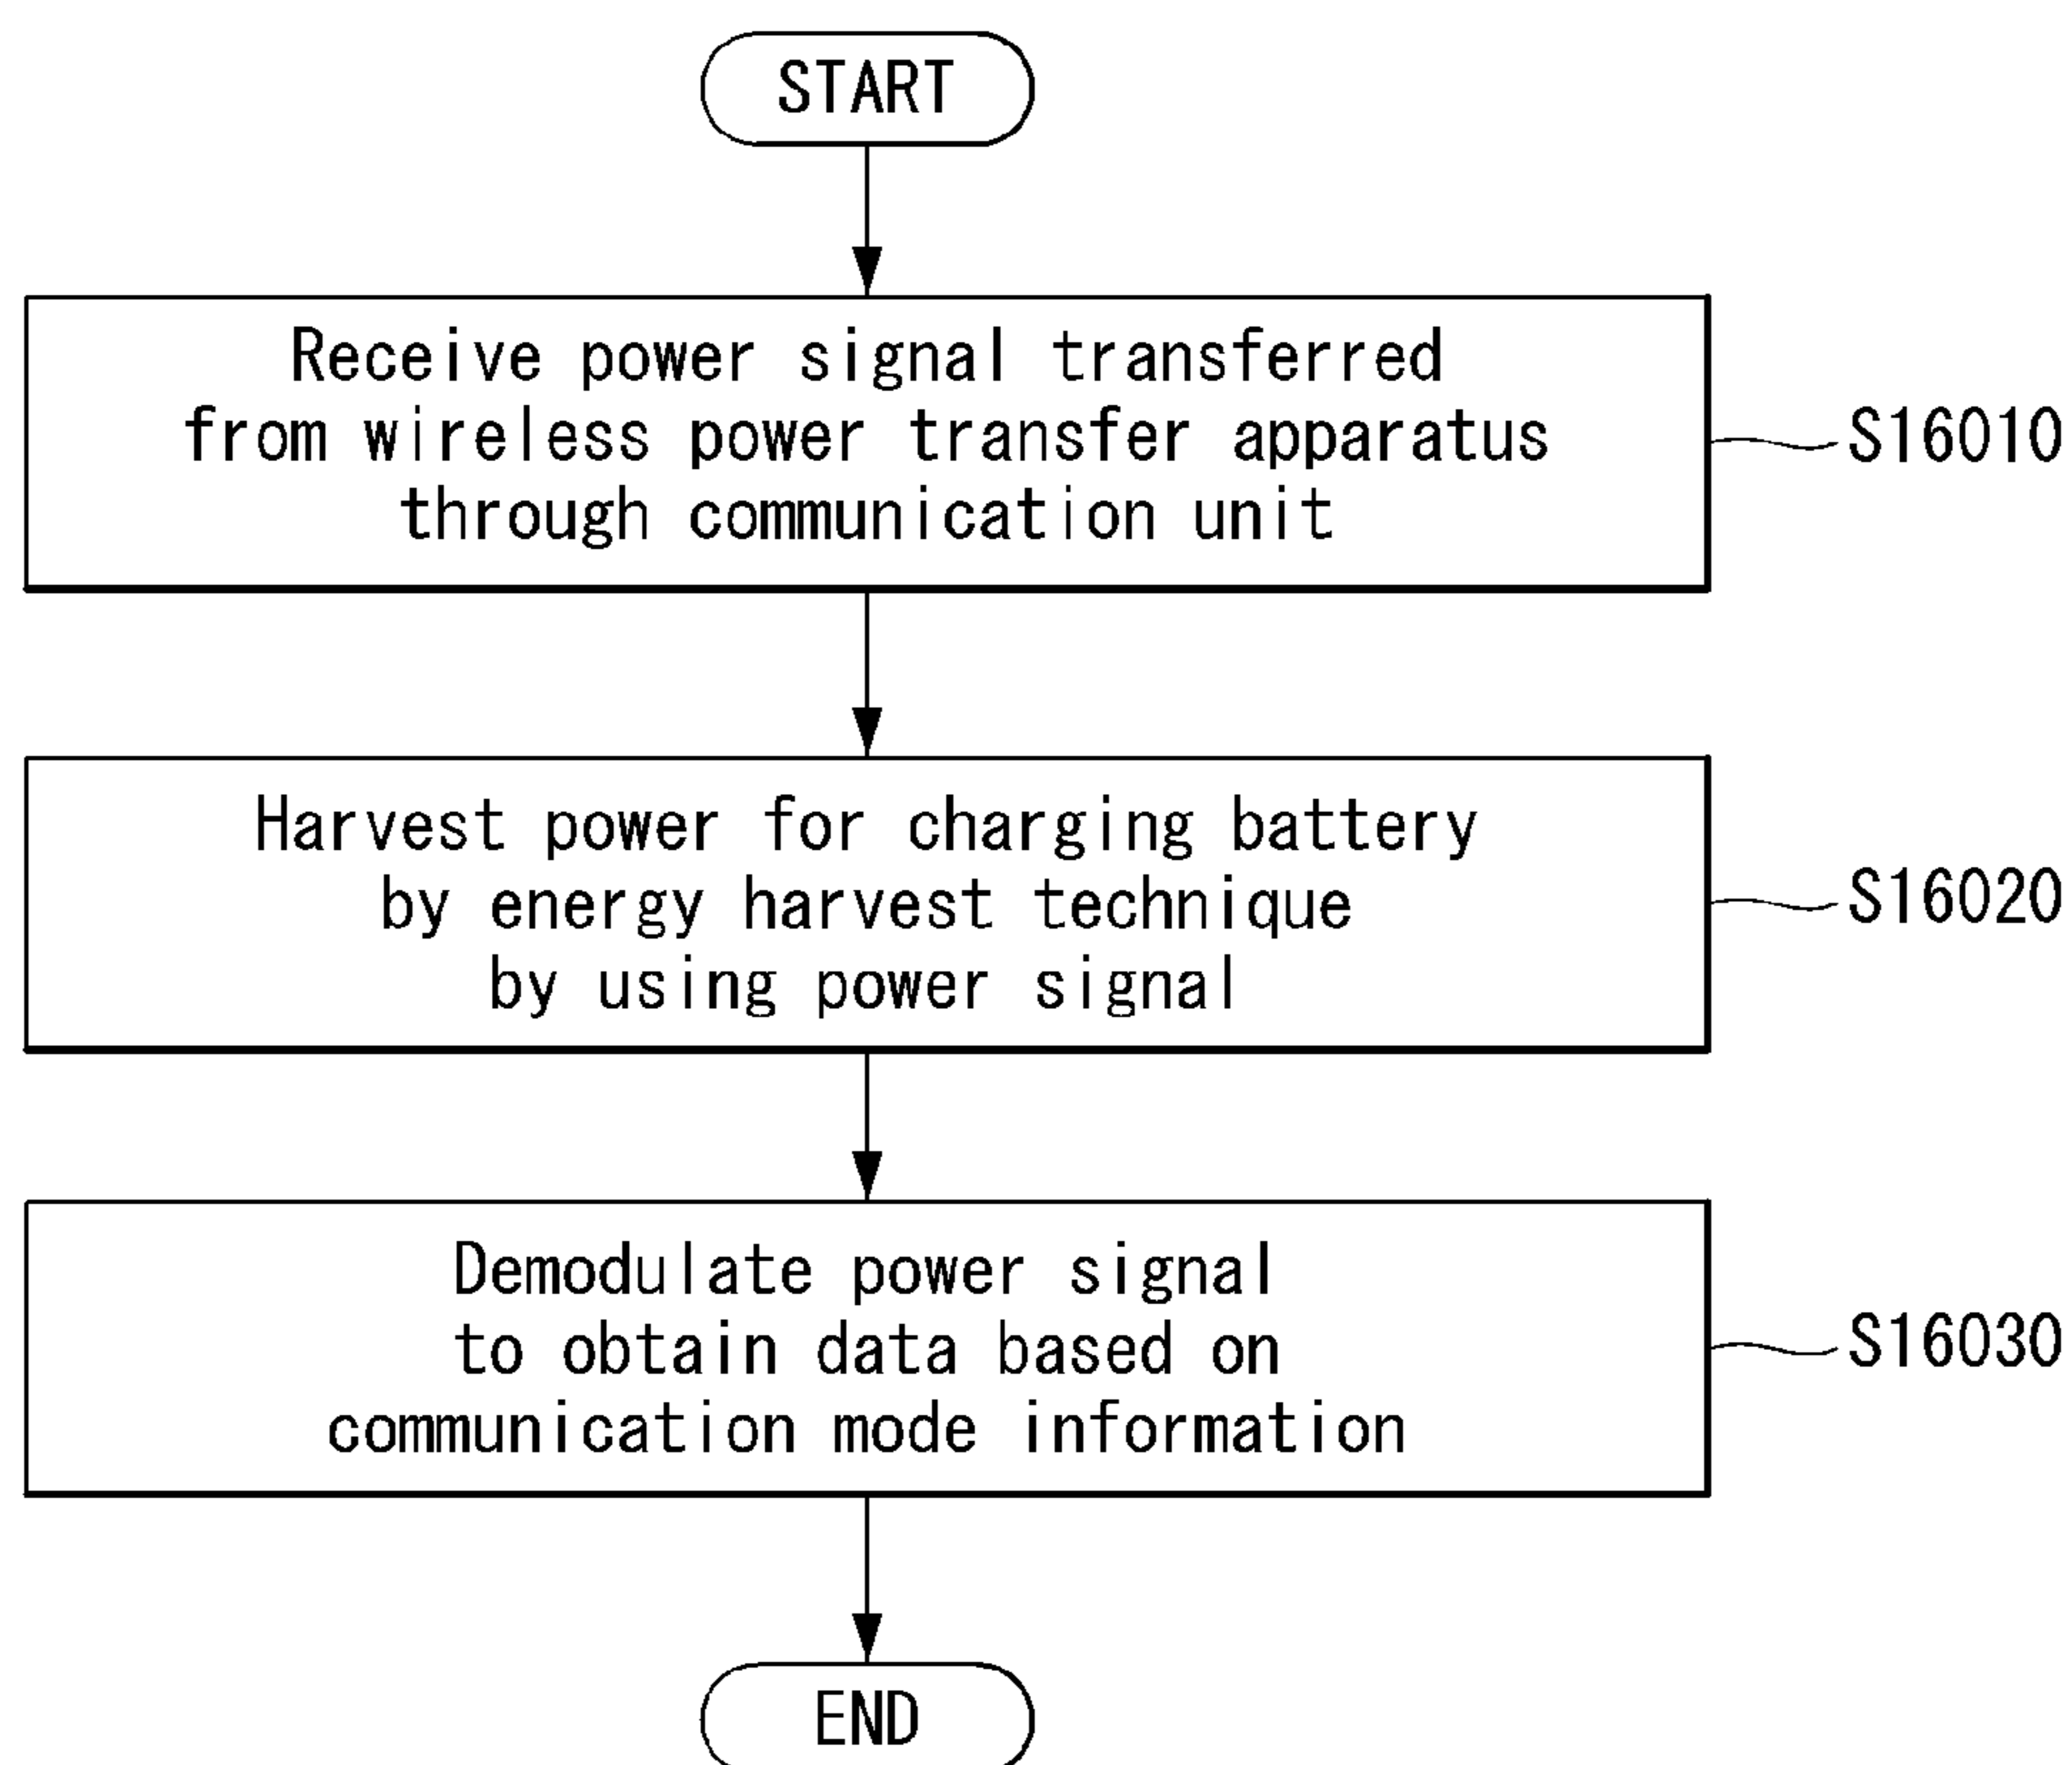 START
Receive power signal transferred
from wireless power transfer apparatus
through communication unit
S16010
Harvest power for charging battery
by energy harvest technique
by using power signal
S16020
Demodulate power signal
to obtain data based on
communication mode information
S16030
END